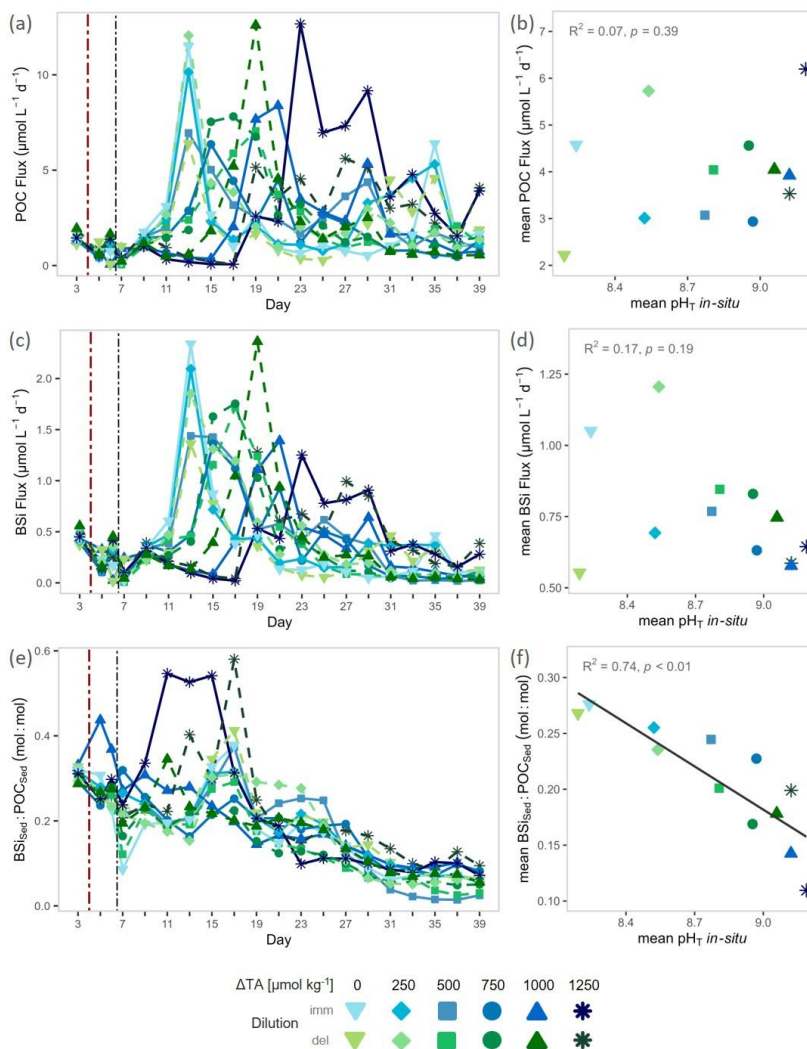 (a)
POC Flux (μmol L⁻¹ d⁻¹)
10
5
0
3 7 11 15 19 23 27 31 35 39
Day
(b)
R² = 0.07, p = 0.39
mean POC Flux (μmol L⁻¹ d⁻¹)
7
6
5
4
3
2
8.4 8.7 9.0
mean pH_T in-situ
(c)
BSi Flux (μmol L⁻¹ d⁻¹)
2.0
1.5
1.0
0.5
0.0
3 7 11 15 19 23 27 31 35 39
Day
(d)
R² = 0.17, p = 0.19
mean BSi Flux (μmol L⁻¹ d⁻¹)
1.25
1.00
0.75
0.50
8.4 8.7 9.0
mean pH_T in-situ
(e)
BSi_Sed : POC_Sed (mol : mol)
0.6
0.4
0.2
0.0
3 7 11 15 19 23 27 31 35 39
Day
(f)
R² = 0.74, p < 0.01
mean BSi_Sed : POC_Sed (mol : mol)
0.30
0.25
0.20
0.15
0.10
8.4 8.7 9.0
mean pH_T in-situ
ΔTA [μmol kg⁻¹] 0 250 500 750 1000 1250
Dilution
imm
del